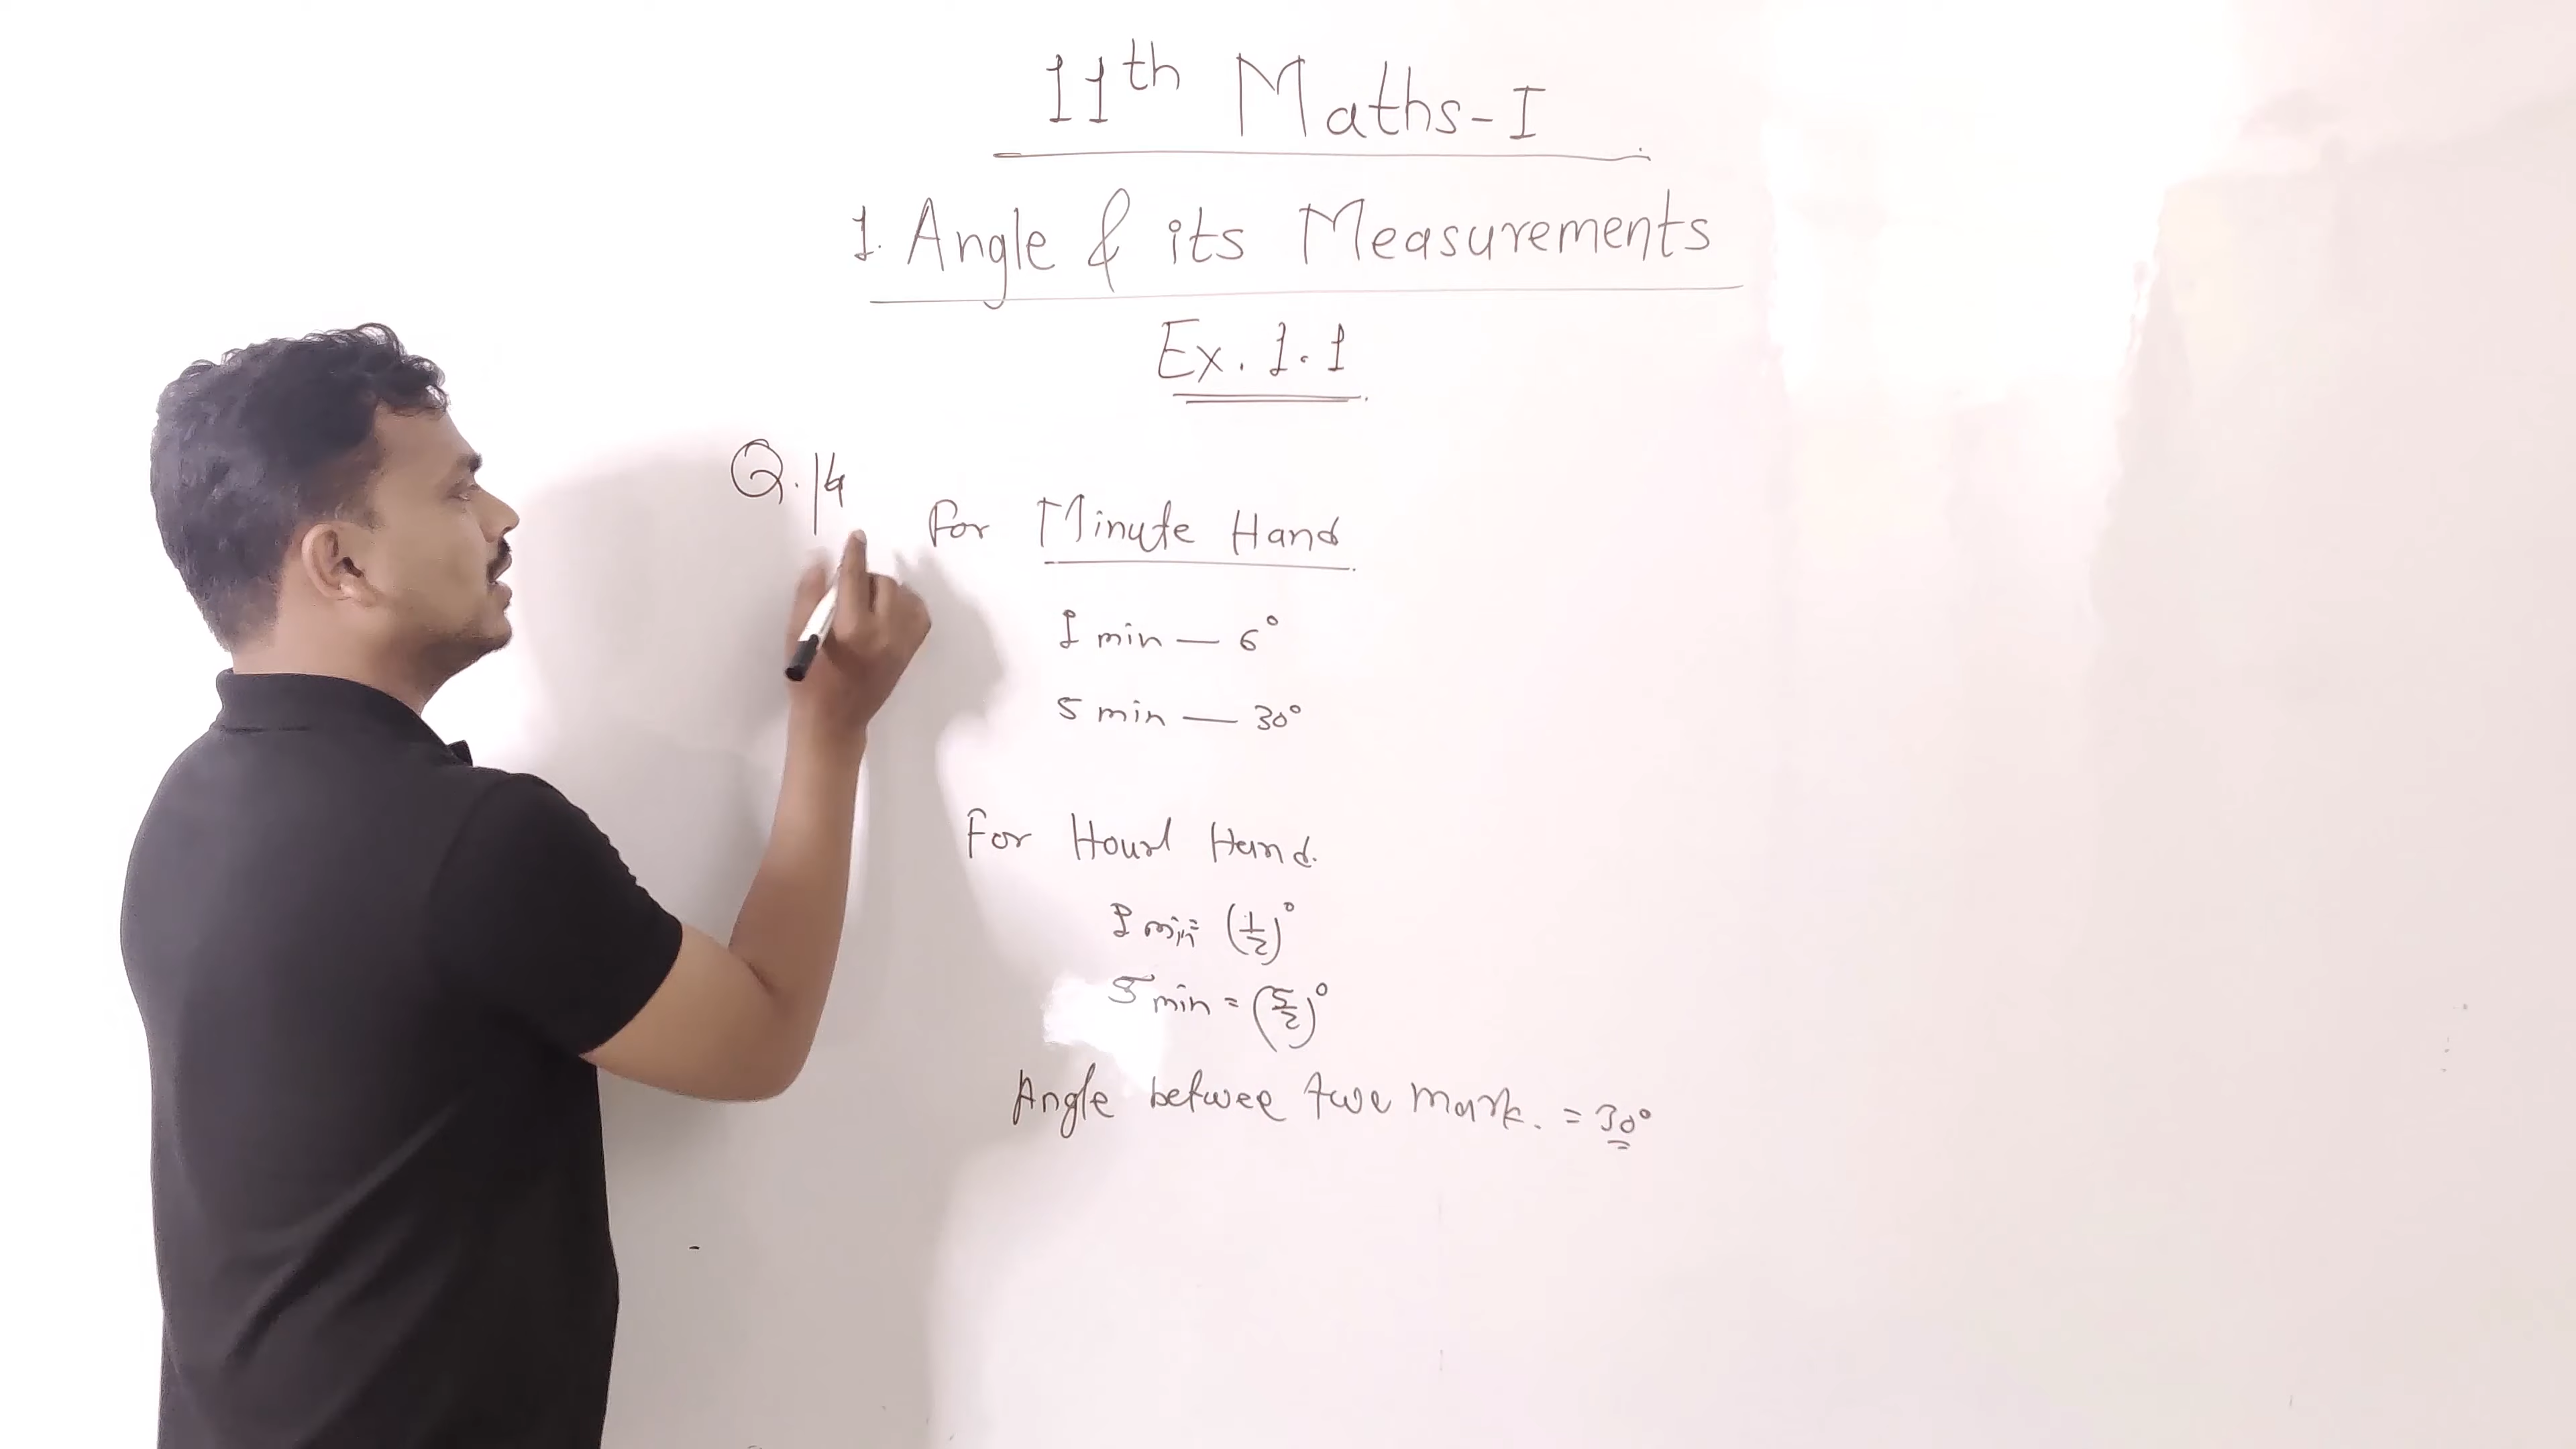 11th Maths-I
1. Angle & its Measurements
Ex. 1.1
Q.14
For Minute Hand
1 min — 6°
5 min — 30°
For Hour Hand.
1 min = (1/2)°
5 min = (5/2)°
Angle betwee two mark. = 30°